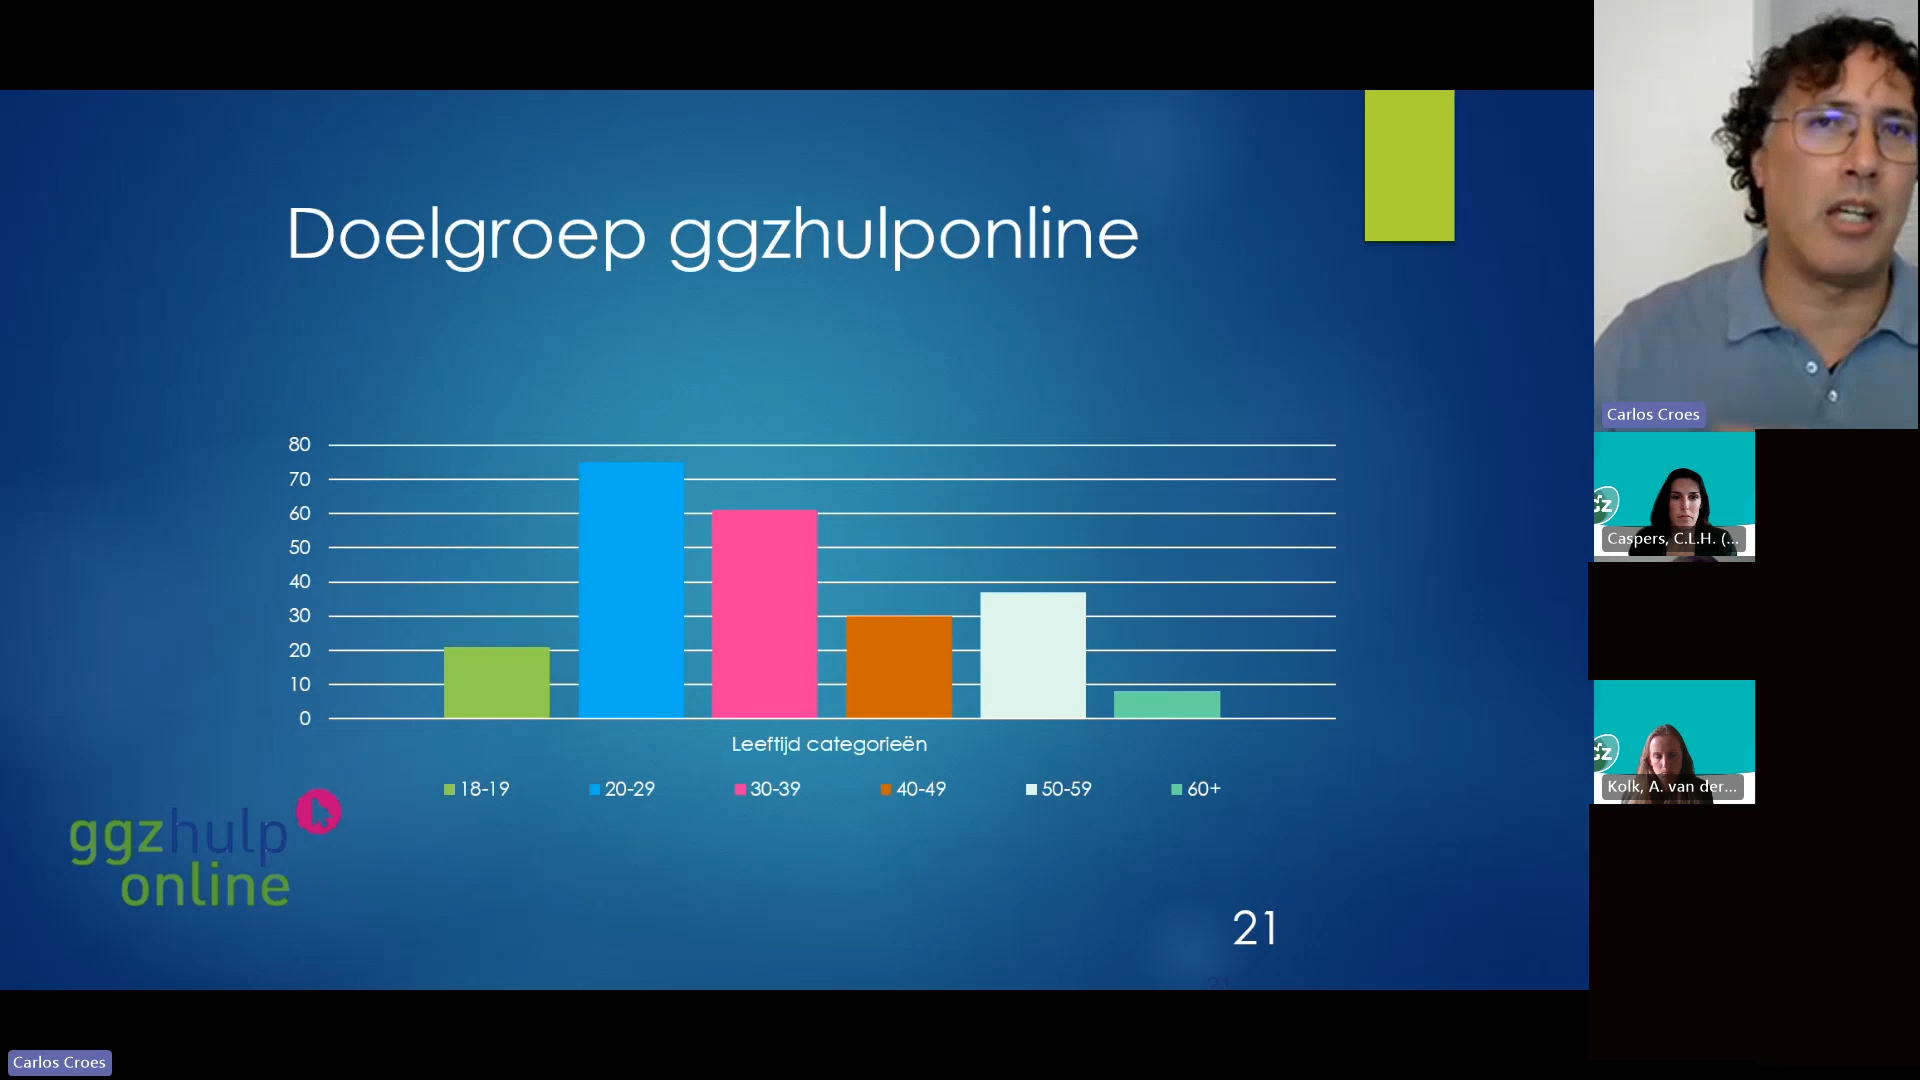 Doelgroep ggzhulponline
80
70
60
50
40
30
20
10
0
Leeftijd categorieën
18-19
20-29
30-39
40-49
50-59
60+
ggzhulp
online
21
21
Carlos Croes
Caspers, C.L.H. (...
Kolk, A. van der...
Carlos Croes